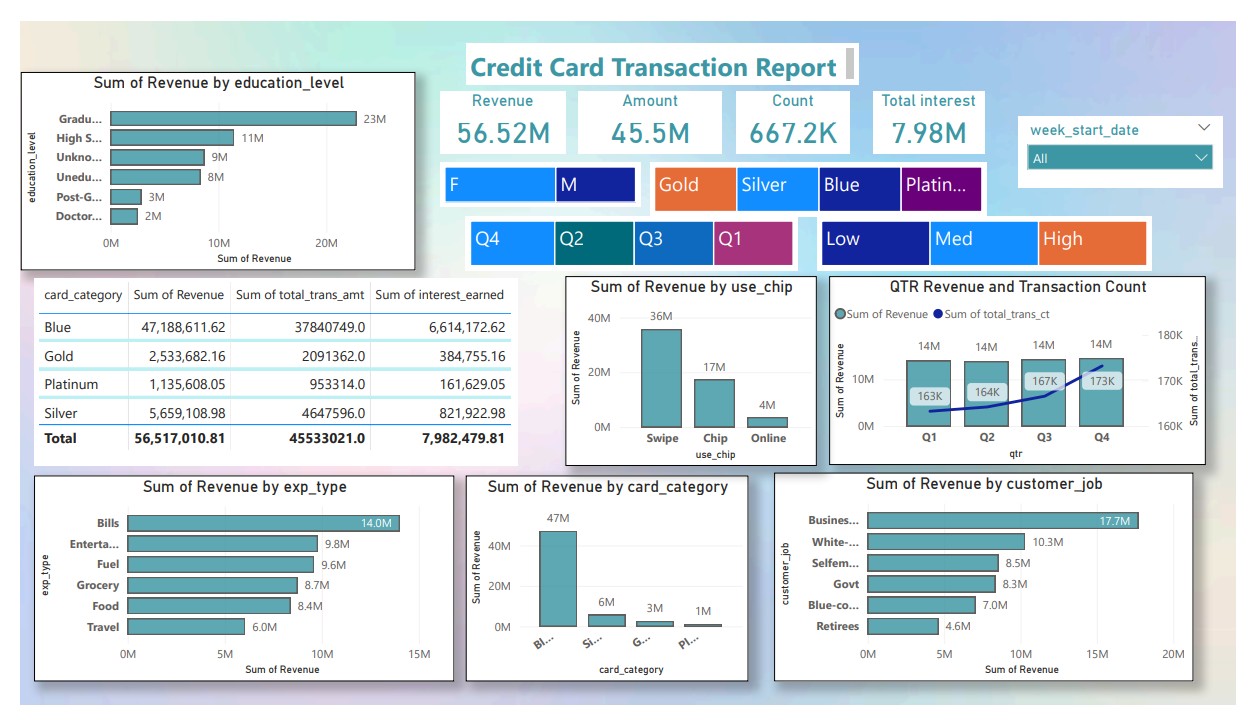 Credit Card Transaction Report
Revenue
56.52M
Amount
45.5M
Count
667.2K
Total interest
7.98M
week_start_date
All
F
M
Gold
Silver
Blue
Platin...
Q4
Q2
Q3
Q1
Low
Med
High
Sum of Revenue by education_level
education_level
Gradu...
23M
High S...
11M
Unkno...
9M
Unedu...
8M
Post-G...
3M
Doctor...
2M
0M 10M 20M
Sum of Revenue
card_category Sum of Revenue Sum of total_trans_amt Sum of interest_earned
Blue 47,188,611.62 37840749.0 6,614,172.62
Gold 2,533,682.16 2091362.0 384,755.16
Platinum 1,135,608.05 953314.0 161,629.05
Silver 5,659,108.98 4647596.0 821,922.98
Total 56,517,010.81 45533021.0 7,982,479.81
Sum of Revenue by use_chip
Sum of Revenue
40M
20M
0M
36M
17M
4M
Swipe Chip Online
use_chip
QTR Revenue and Transaction Count
Sum of Revenue Sum of total_trans_ct
Sum of Revenue
10M
0M
14M 14M 14M 14M
163K 164K 167K 173K
180K
170K
160K
Sum of total_trans...
Q1 Q2 Q3 Q4
qtr
Sum of Revenue by exp_type
exp_type
Bills 14.0M
Enterta... 9.8M
Fuel 9.6M
Grocery 8.7M
Food 8.4M
Travel 6.0M
0M 5M 10M 15M
Sum of Revenue
Sum of Revenue by card_category
Sum of Revenue
40M
20M
0M
47M
6M
3M
1M
Bl... Si... G... Pl...
card_category
Sum of Revenue by customer_job
customer_job
Busines... 17.7M
White-... 10.3M
Selfem... 8.5M
Govt 8.3M
Blue-co... 7.0M
Retirees 4.6M
0M 5M 10M 15M 20M
Sum of Revenue